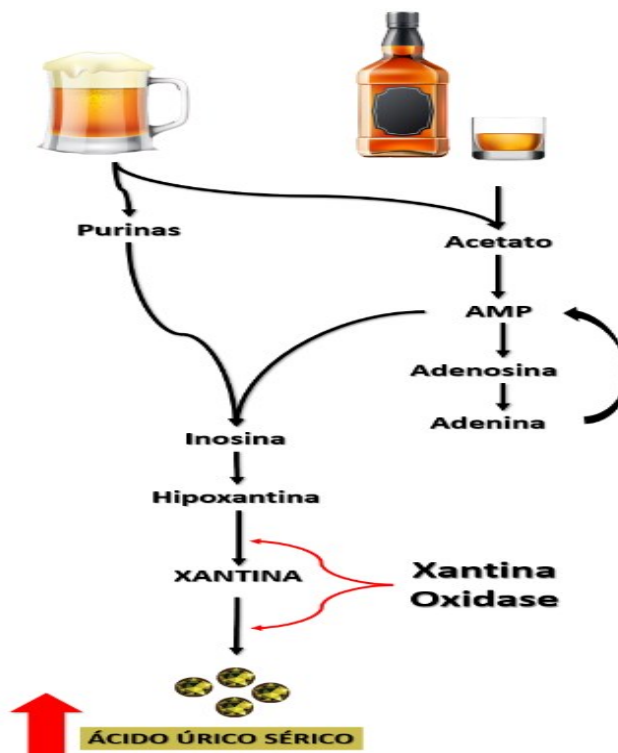 Purinas
Acetato
AMP
Adenosina
Adenina
Inosina
Hipoxantina
XANTINA
Xantina
Oxidase
ÁCIDO ÚRICO SÉRICO